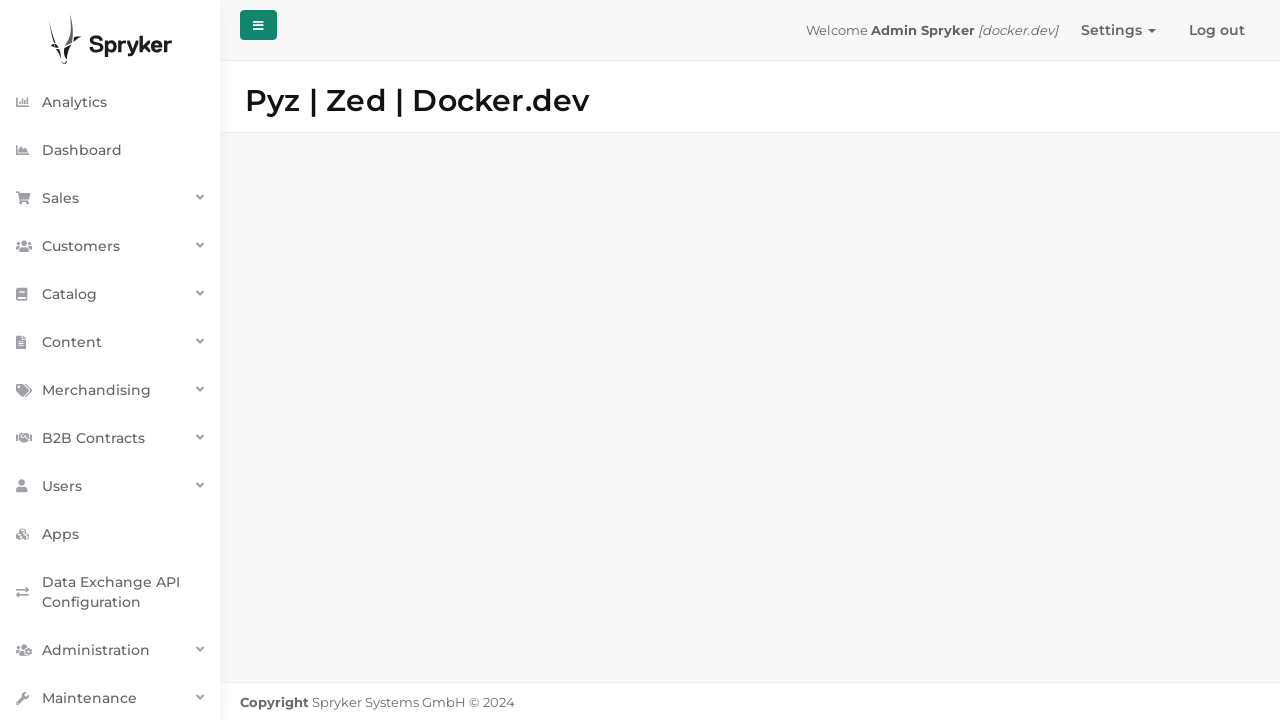 Spryker
Analytics
Dashboard
Sales
Customers
Catalog
Content
Merchandising
B2B Contracts
Users
Apps
Data Exchange API
Configuration
Administration
Maintenance
Welcome Admin Spryker [docker.dev]
Settings
Log out
Pyz | Zed | Docker.dev
Copyright Spryker Systems GmbH © 2024